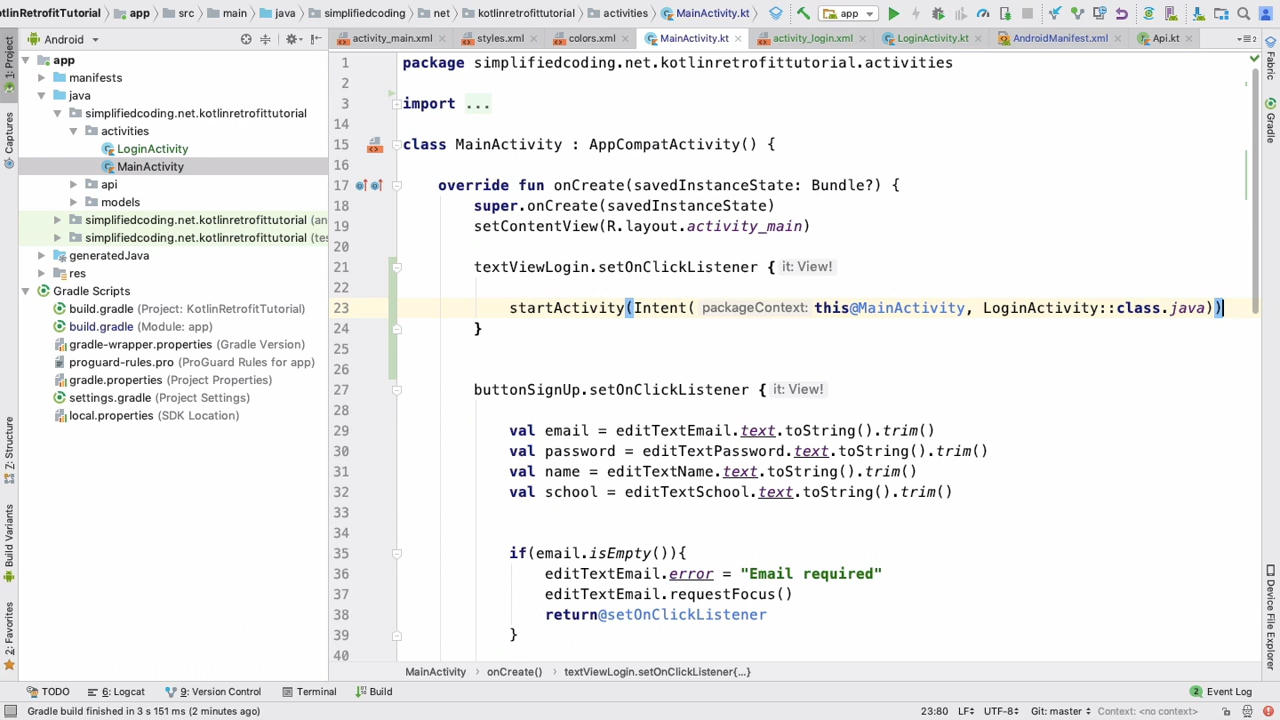 otlinRetrofitTutorial
app
src
main
java
simplifiedcoding
net
kotlinretrofittutorial
activities
MainActivity.kt
app
1: Project
Captures
7: Structure
Build Variants
2: Favorites
Android
app
manifests
java
simplifiedcoding.net.kotlinretrofittutorial
activities
LoginActivity
MainActivity
api
models
simplifiedcoding.net.kotlinretrofittutorial (an
simplifiedcoding.net.kotlinretrofittutorial (tes
generatedJava
res
Gradle Scripts
build.gradle (Project: KotlinRetrofitTutorial)
build.gradle (Module: app)
gradle-wrapper.properties (Gradle Version)
proguard-rules.pro (ProGuard Rules for app)
gradle.properties (Project Properties)
settings.gradle (Project Settings)
local.properties (SDK Location)
activity_main.xml
styles.xml
colors.xml
MainActivity.kt
activity_login.xml
LoginActivity.kt
AndroidManifest.xml
Api.kt
2
1 package simplifiedcoding.net.kotlinretrofittutorial.activities
2
3 import ...
14
15 class MainActivity : AppCompatActivity() {
16
17 override fun onCreate(savedInstanceState: Bundle?) {
18 super.onCreate(savedInstanceState)
19 setContentView(R.layout.activity_main)
20
21 textViewLogin.setOnClickListener { it: View!
22
23 startActivity(Intent( packageContext: this@MainActivity, LoginActivity::class.java))
24 }
25
26
27 buttonSignUp.setOnClickListener { it: View!
28
29 val email = editTextEmail.text.toString().trim()
30 val password = editTextPassword.text.toString().trim()
31 val name = editTextName.text.toString().trim()
32 val school = editTextSchool.text.toString().trim()
33
34
35 if(email.isEmpty()){
36 editTextEmail.error = "Email required"
37 editTextEmail.requestFocus()
38 return@setOnClickListener
39 }
40
Fabric
Gradle
Device File Explorer
MainActivity
onCreate()
textViewLogin.setOnClickListener{...}
TODO
6: Logcat
9: Version Control
Terminal
Build
2 Event Log
Gradle build finished in 3 s 151 ms (2 minutes ago)
23:80 LF UTF-8 Git: master Context: <no context>